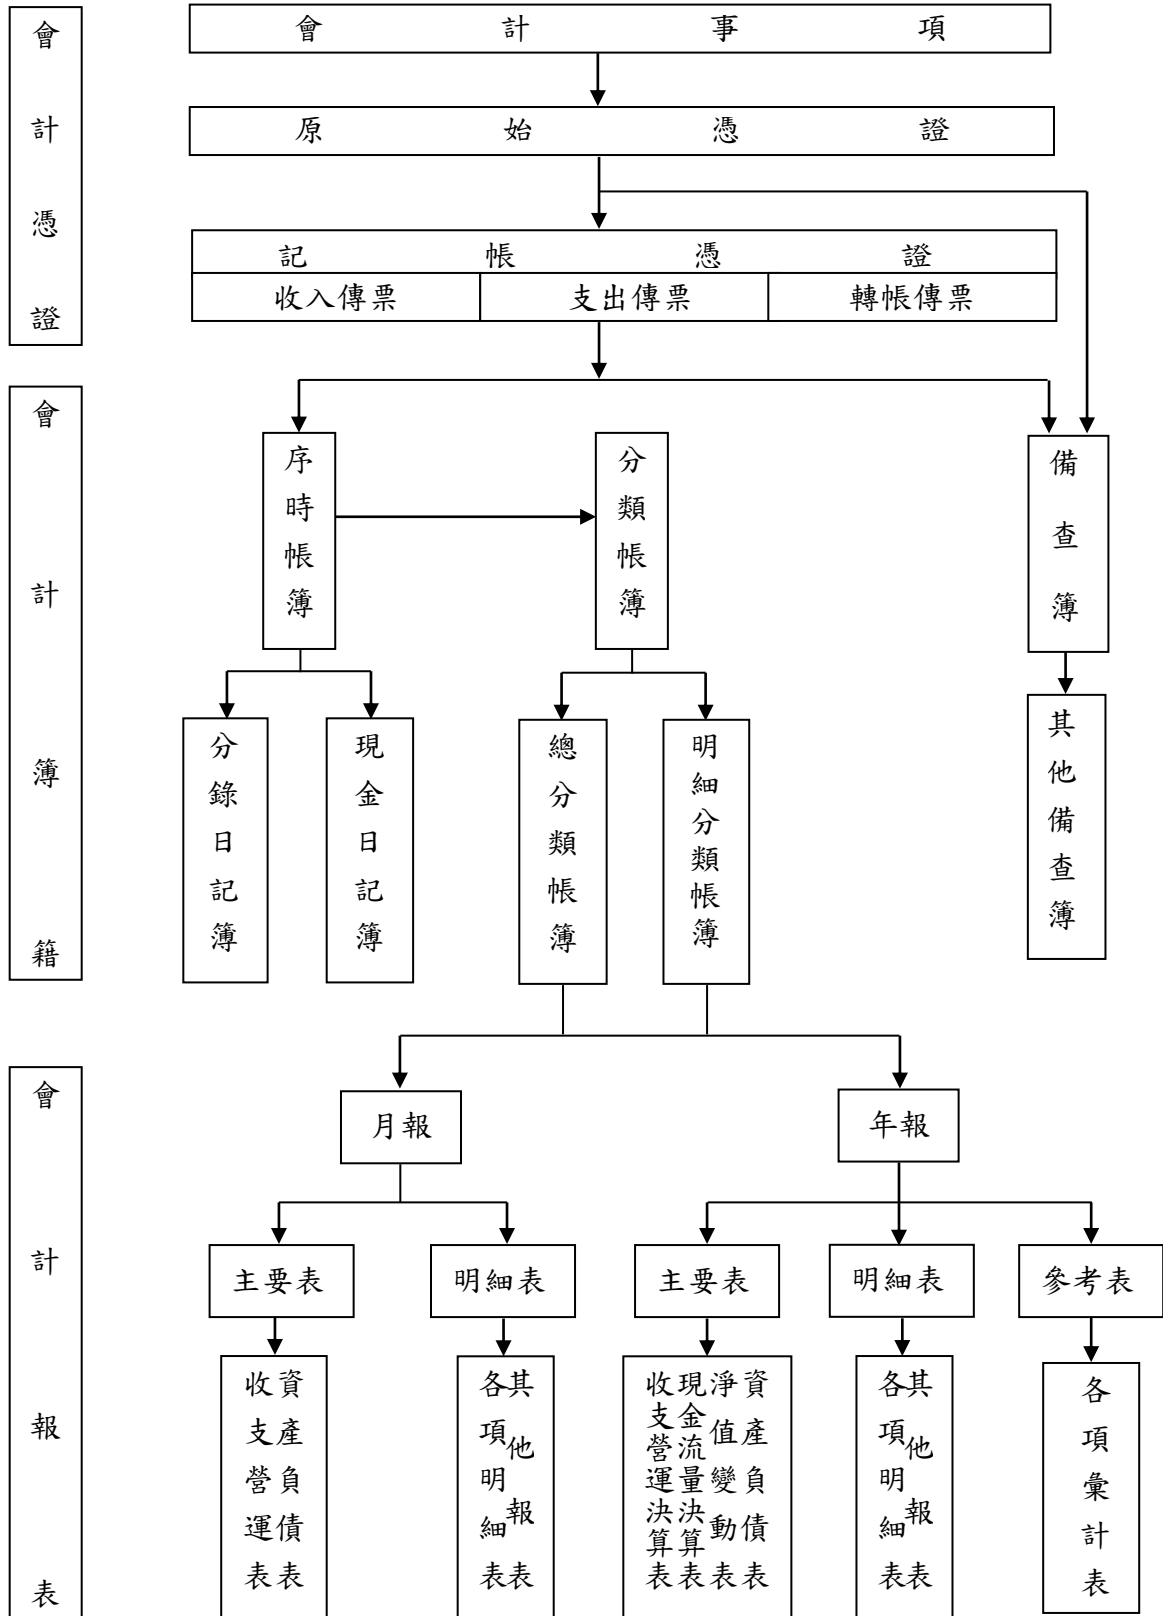 會計憑證
會計事項
原始憑證
記帳憑證
收入傳票
支出傳票
轉帳傳票
會計簿籍
序時帳簿
分類帳簿
備查簿
分錄日記簿
現金日記簿
總分類帳簿
明細分類帳簿
其他備查簿
會計報表
月報
年報
主要表
明細表
主要表
明細表
參考表
資產負債表
收支營運表
其他報表
各項明細表
資產負債表
淨值變動表
現金流量決算表
收支營運決算表
其他報表
各項明細表
各項彙計表